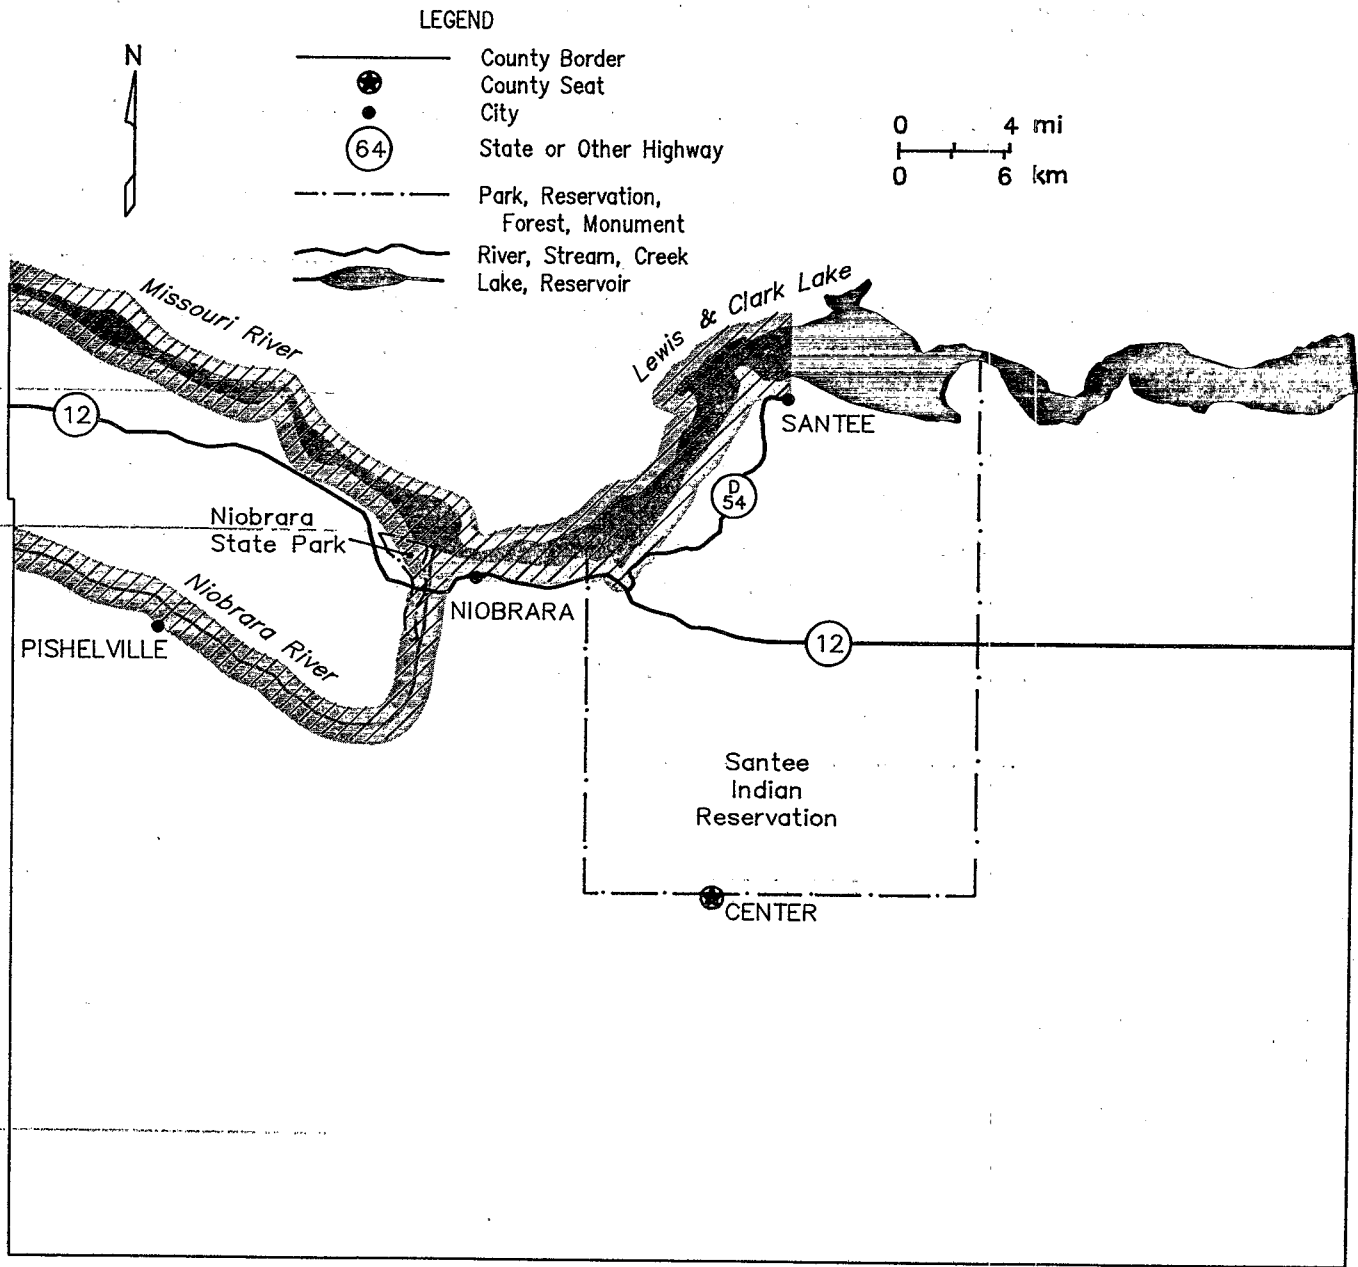 LEGEND
N
County Border
County Seat
City
64
State or Other Highway
0 4 mi
0 6 km
Park, Reservation,
Forest, Monument
River, Stream, Creek
Lake, Reservoir
Missouri River
Lewis & Clark Lake
12
SANTEE
D
54
Niobrara
State Park
Niobrara River
NIOBRARA
PISHELVILLE
12
Santee
Indian
Reservation
CENTER